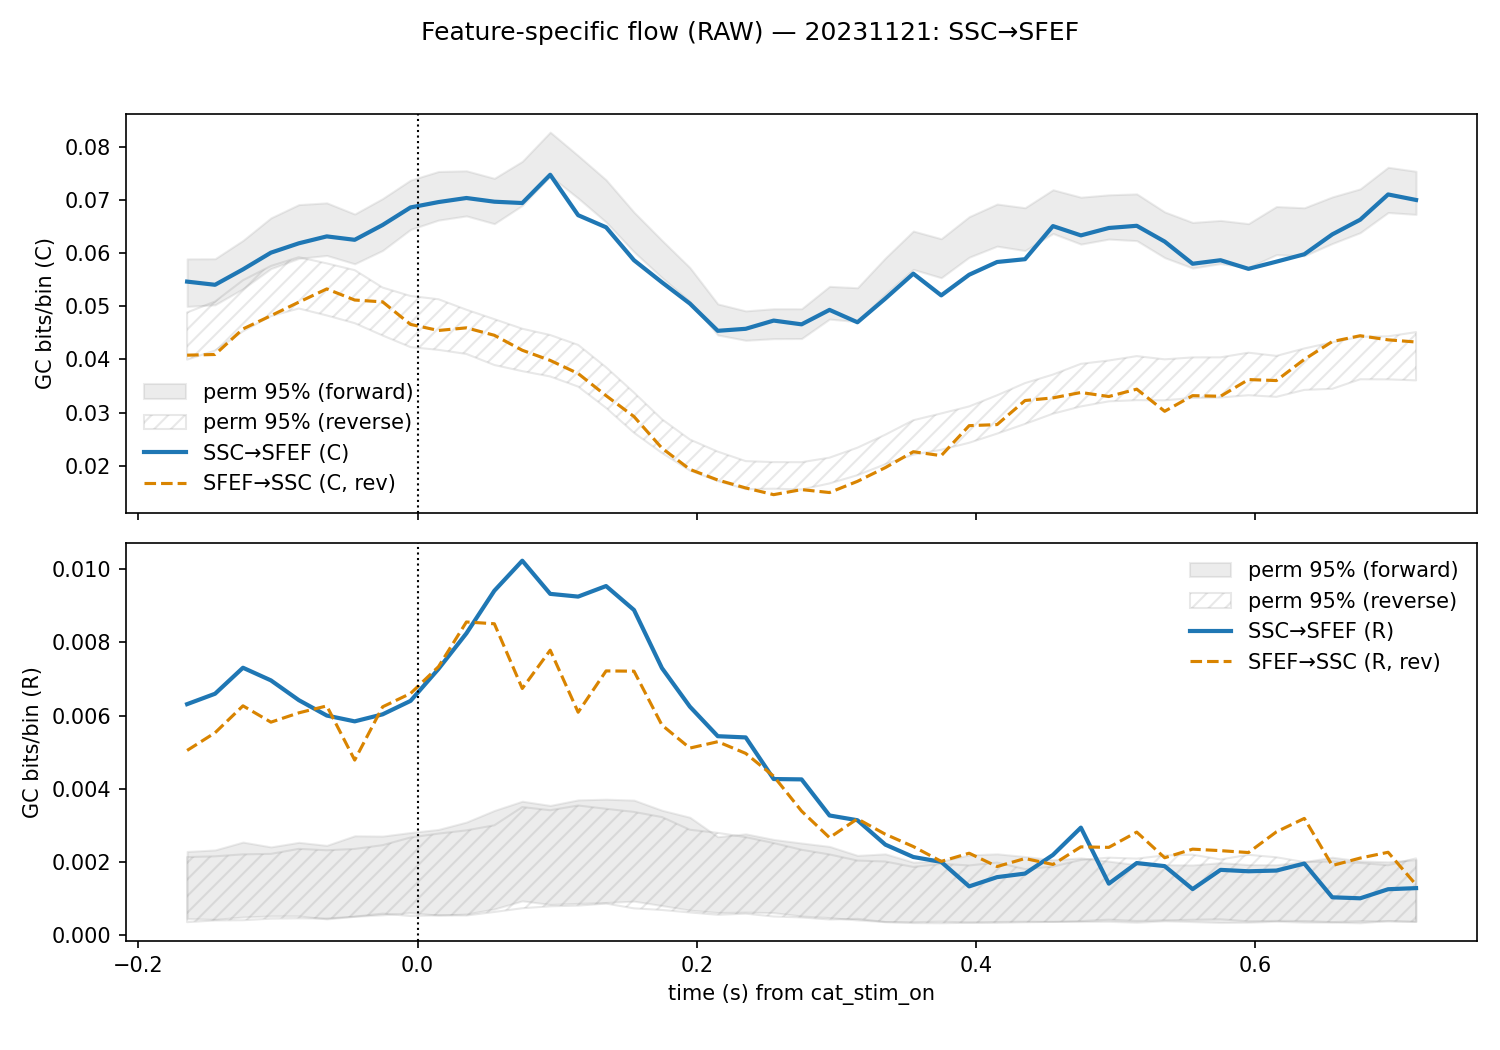 Feature-specific flow (RAW) — 20231121: SSC→SFEF
GC bits/bin (C)
0.08
0.07
0.06
0.05
0.04
0.03
0.02
perm 95% (forward)
perm 95% (reverse)
SSC→SFEF (C)
SFEF→SSC (C, rev)
GC bits/bin (R)
0.010
0.008
0.006
0.004
0.002
0.000
perm 95% (forward)
perm 95% (reverse)
SSC→SFEF (R)
SFEF→SSC (R, rev)
−0.2
0.0
0.2
0.4
0.6
time (s) from cat_stim_on